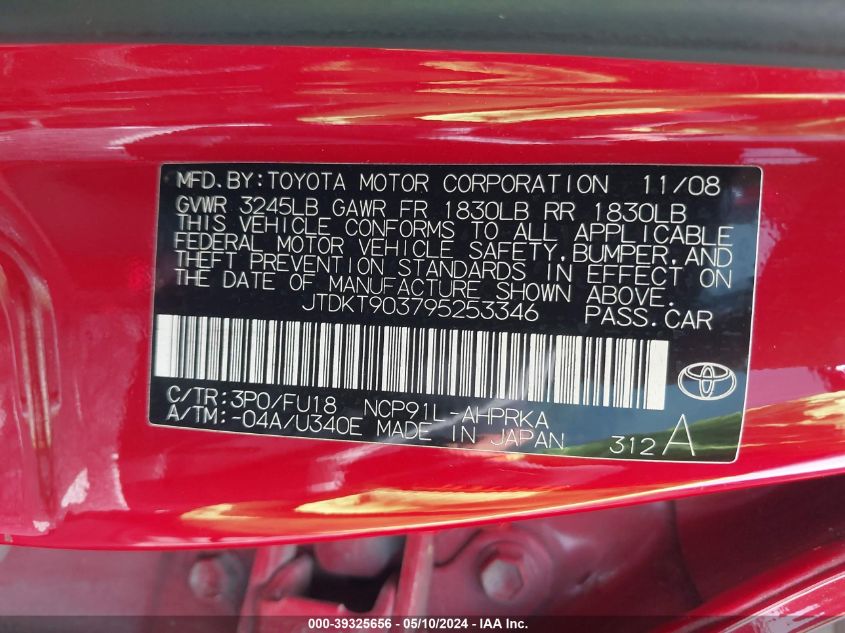 MFD.BY:TOYOTA MOTOR CORPORATION 11/08
GVWR 3245LB GAWR FR 1830LB RR 1830LB
THIS VEHICLE CONFORMS TO ALL APPLICABLE
FEDERAL MOTOR VEHICLE SAFETY,BUMPER,AND
THEFT PREVENTION STANDARDS IN EFFECT ON
THE DATE OF MANUFACTURE SHOWN ABOVE.
JTDKT903795253346 PASS.CAR
C/TR:3P0/FU18 NCP91L-AHPRKA
A/TM:-04A/U340E MADE IN JAPAN 312A
000-39325656 - 05/10/2024 - IAA Inc.